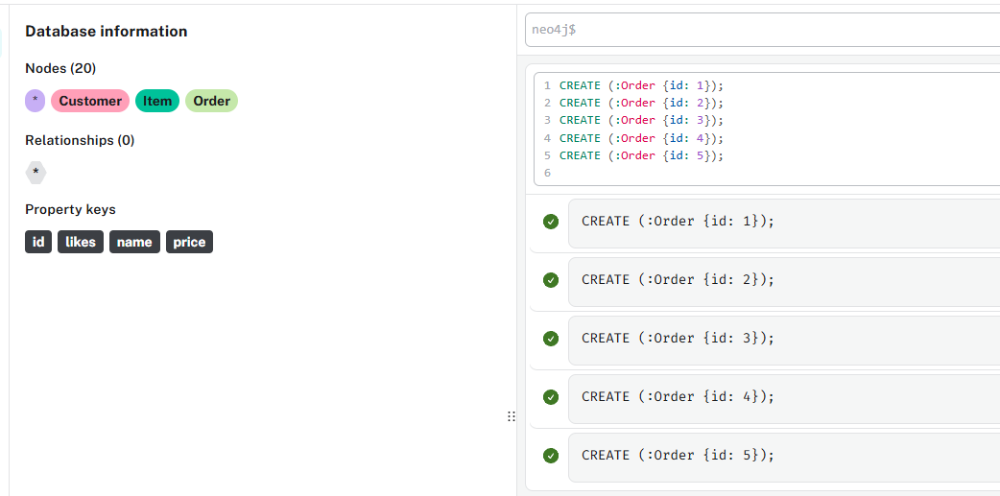 Database information
Nodes (20)
* Customer Item Order
Relationships (0)
*
Property keys
id likes name price
neo4j$
1 CREATE (:Order {id: 1});
2 CREATE (:Order {id: 2});
3 CREATE (:Order {id: 3});
4 CREATE (:Order {id: 4});
5 CREATE (:Order {id: 5});
6
CREATE (:Order {id: 1});
CREATE (:Order {id: 2});
CREATE (:Order {id: 3});
CREATE (:Order {id: 4});
CREATE (:Order {id: 5});